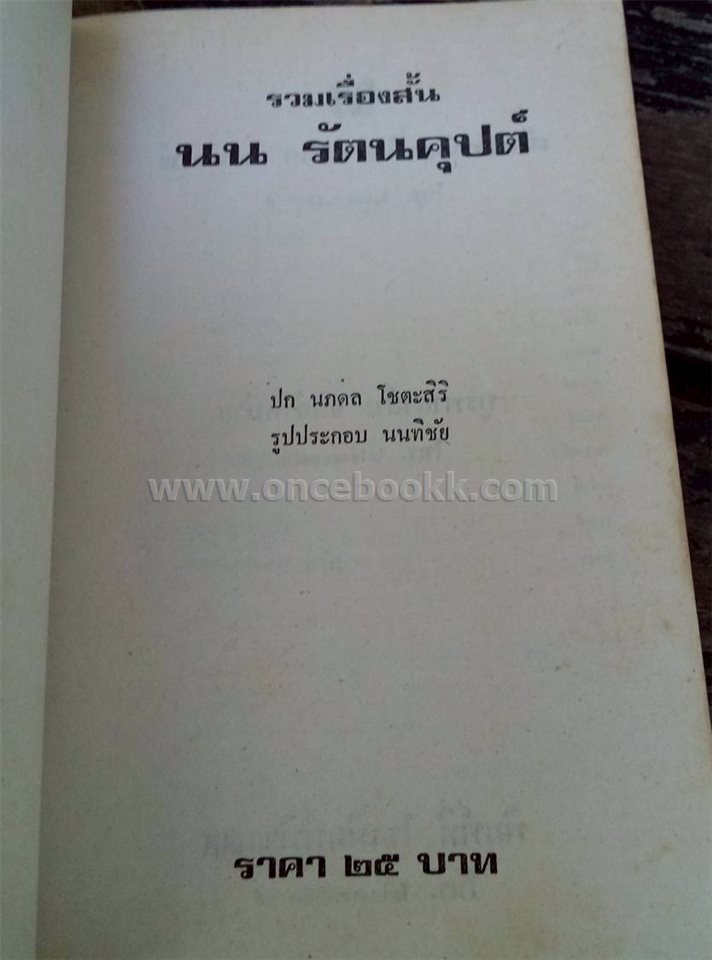 รวมเรื่องสั้น
นน รัตนคุปต์
ปก นภดล โชตะสิริ
รูปประกอบ นนทิชัย
www.oncebookk.com
ราคา ๒๕ บาท